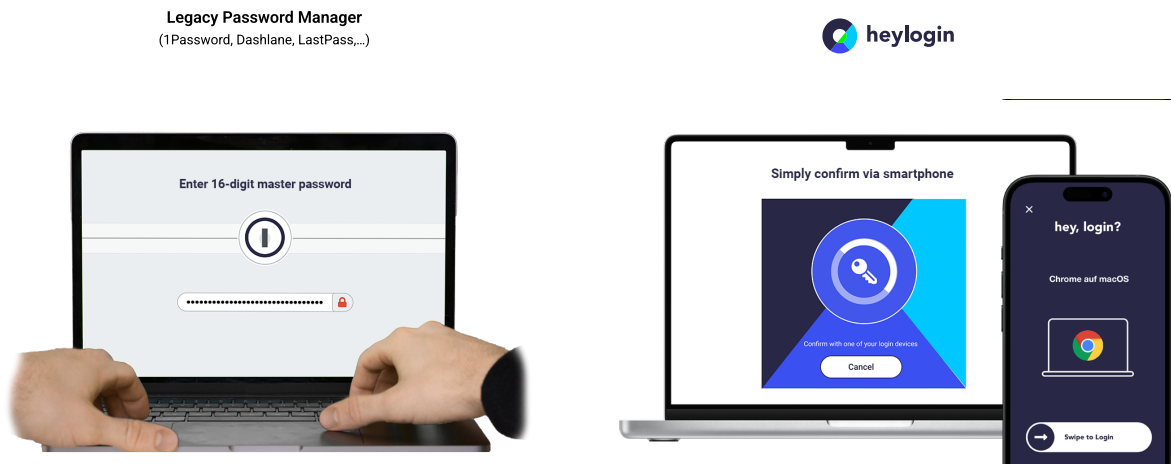 Legacy Password Manager
(1Password, Dashlane, LastPass,...)
Enter 16-digit master password
heylogin
Simply confirm via smartphone
Confirm with one of your login devices
Cancel
hey, login?
Chrome auf macOS
Swipe to Login